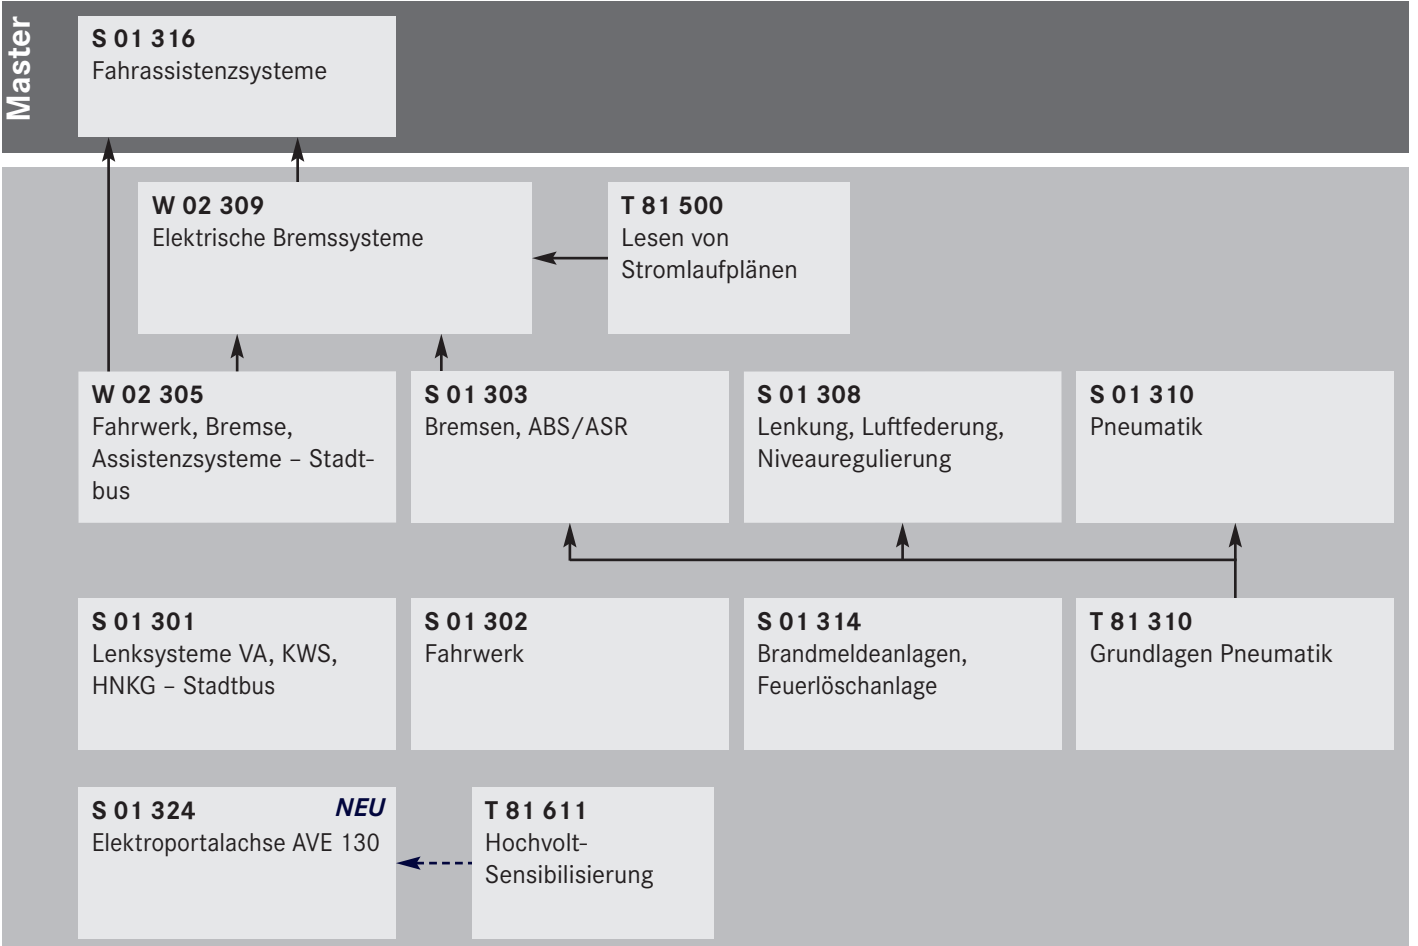 Master
S 01 316
Fahrassistenzsysteme
W 02 309
Elektrische Bremssysteme
T 81 500
Lesen von
Stromlaufplänen
W 02 305
Fahrwerk, Bremse,
Assistenzsysteme – Stadt-
bus
S 01 303
Bremsen, ABS/ASR
S 01 308
Lenkung, Luftfederung,
Niveauregulierung
S 01 310
Pneumatik
S 01 301
Lenksysteme VA, KWS,
HNKG – Stadtbus
S 01 302
Fahrwerk
S 01 314
Brandmeldeanlagen,
Feuerlöschanlage
T 81 310
Grundlagen Pneumatik
S 01 324
NEU
Elektroportalachse AVE 130
T 81 611
Hochvolt-
Sensibilisierung